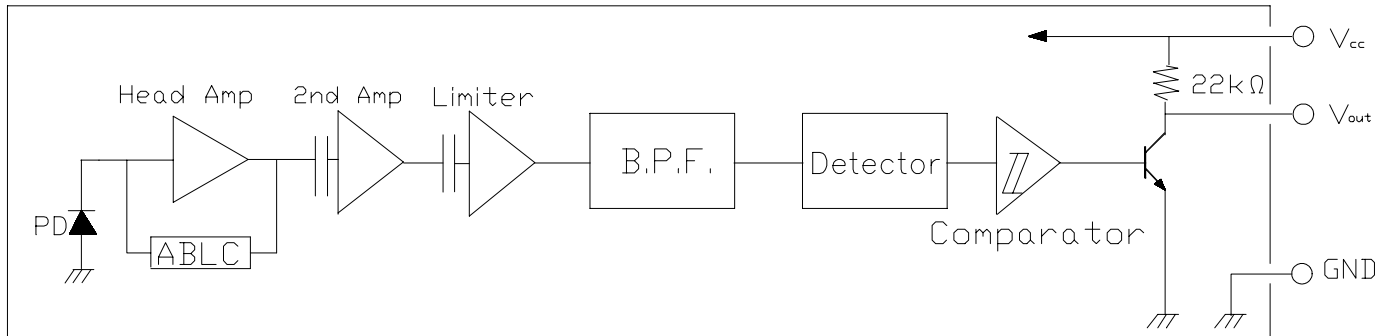 Vcc
22kΩ
Head Amp
2nd Amp
Limiter
Vout
B.P.F.
Detector
PD
Comparator
ABLC
GND